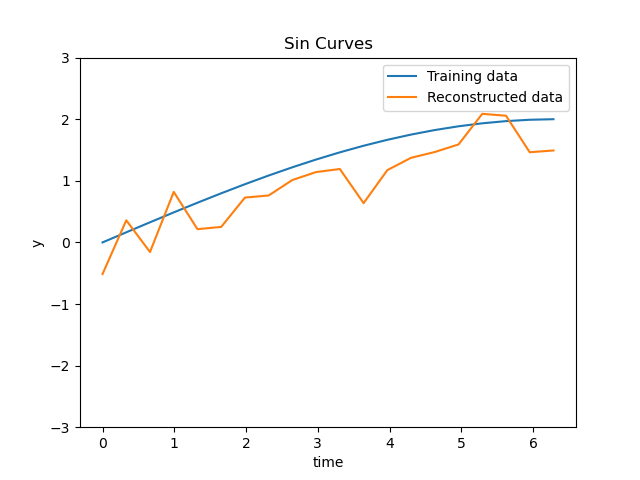 Sin Curves
Training data
Reconstructed data
3
2
1
0
−1
−2
−3
y
0 1 2 3 4 5 6
time